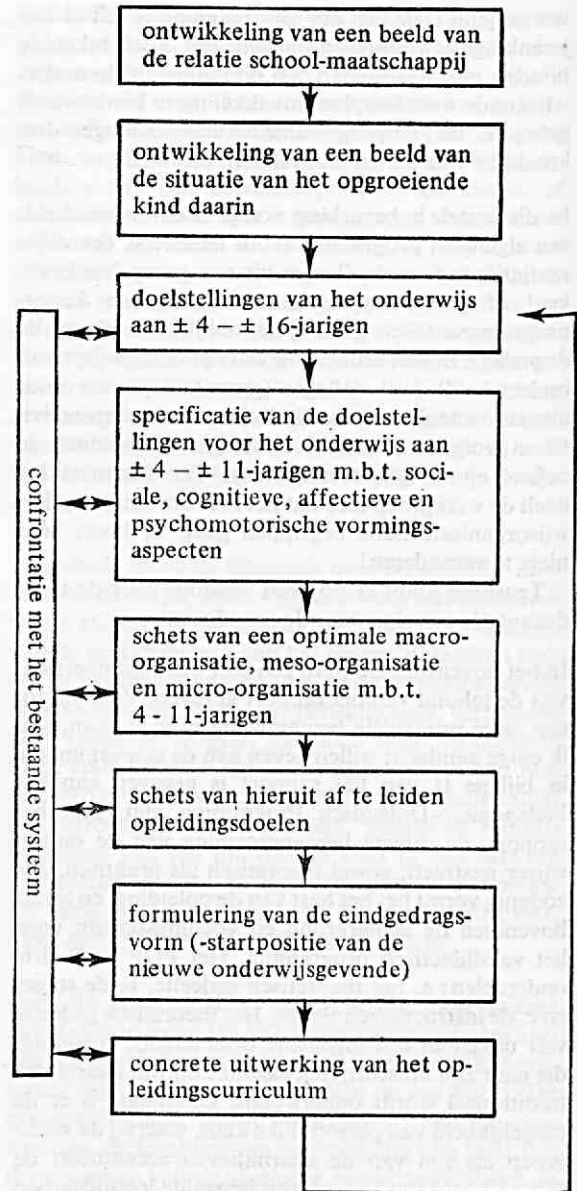 ontwikkeling van een beeld van
de relatie school-maatschappij
ontwikkeling van een beeld van
de situatie van het opgroeiende
kind daarin
doelstellingen van het onderwijs
aan ± 4 - ± 16-jarigen
specificatie van de doelstel-
lingen voor het onderwijs aan
± 4 - ± 11-jarigen m.b.t. soci-
ale, cognitieve, affectieve en
psychomotorische vormings-
aspecten
schets van een optimale macro-
organisatie, meso-organisatie
en micro-organisatie m.b.t.
4 - 11-jarigen
schets van hieruit af te leiden
opleidingsdoelen
formulering van de eindgedrags-
vorm (-startpositie van de
nieuwe onderwijsgevende)
concrete uitwerking van het op-
leidingscurriculum
confrontatie met het bestaande systeem